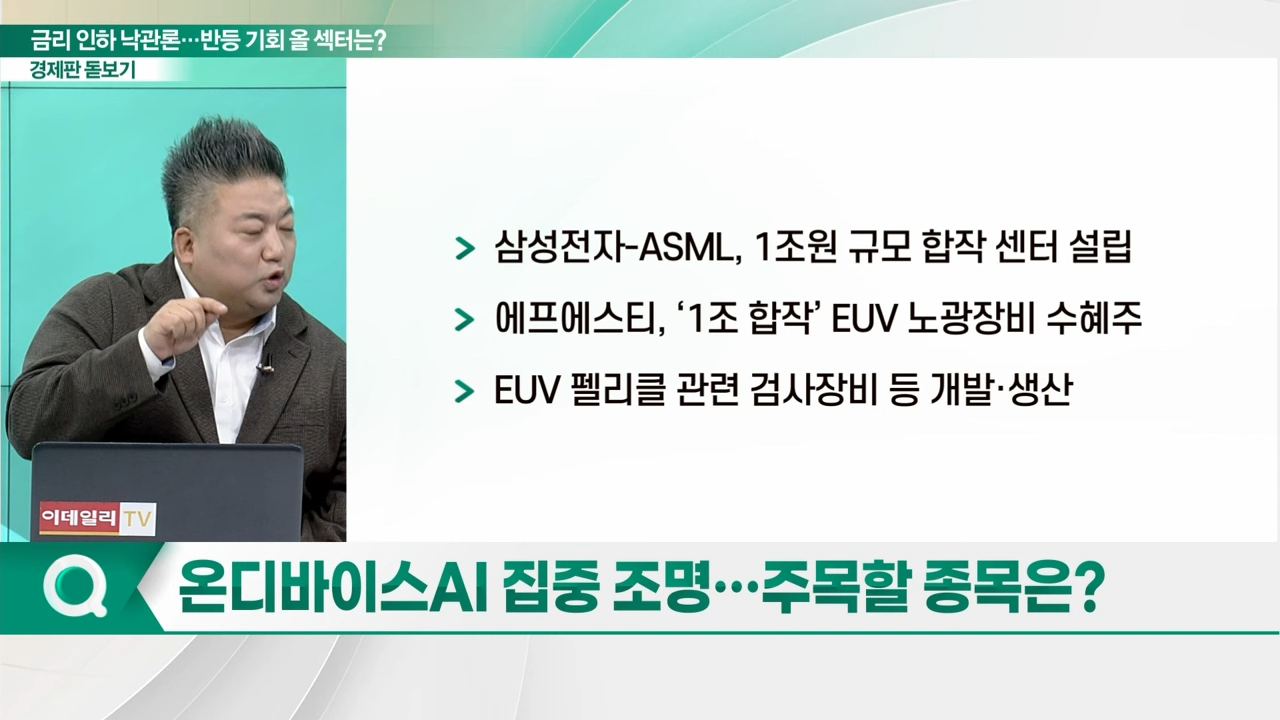 금리 인하 낙관론…반등 기회 올 섹터는?
경제판 돋보기
> 삼성전자-ASML, 1조원 규모 합작 센터 설립
> 에프에스티, ‘1조 합작’ EUV 노광장비 수혜주
> EUV 펠리클 관련 검사장비 등 개발·생산
이데일리 TV
온디바이스AI 집중 조명…주목할 종목은?